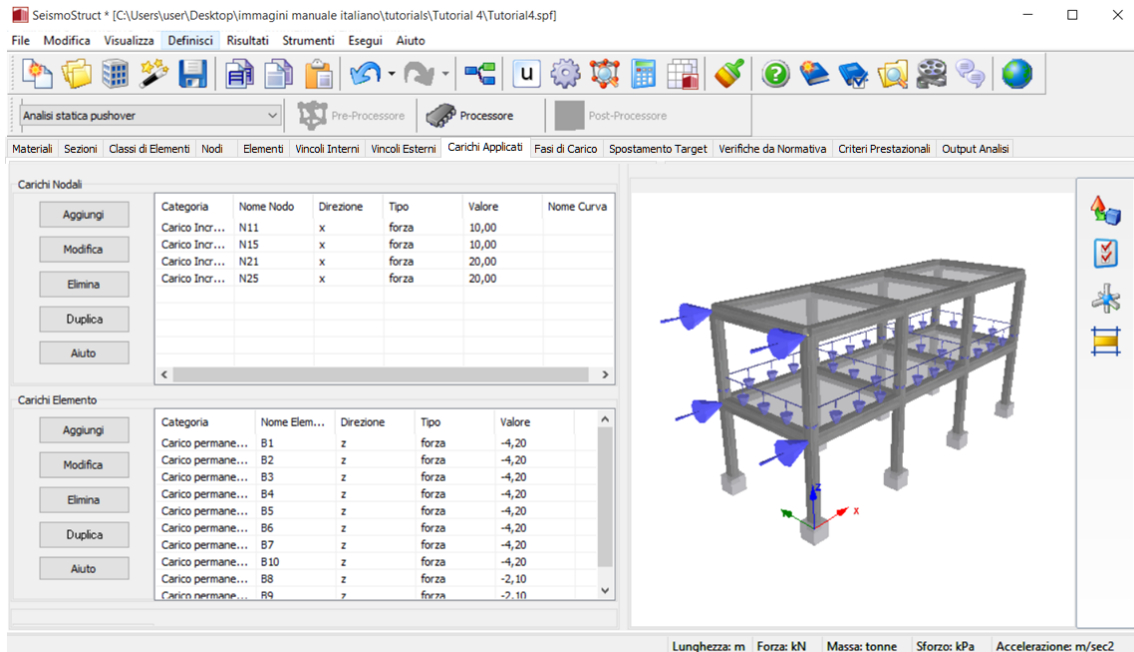 SeismoStruct * [C:\Users\user\Desktop\immagini manuale italiano\tutorials\Tutorial 4\Tutorial4.spf]
File Modifica Visualizza Definisci Risultati Strumenti Esegui Aiuto
u
Analisi statica pushover Pre-Processore Processore Post-Processore
Materiali Sezioni Classi di Elementi Nodi Elementi Vincoli Interni Vincoli Esterni Carichi Applicati Fasi di Carico Spostamento Target Verifiche da Normativa Criteri Prestazionali Output Analisi
Carichi Nodali
Aggiungi
Modifica
Elimina
Duplica
Aiuto
Categoria Nome Nodo Direzione Tipo Valore Nome Curva
Carico Incr... N11 x forza 10,00
Carico Incr... N15 x forza 10,00
Carico Incr... N21 x forza 20,00
Carico Incr... N25 x forza 20,00
Carichi Elemento
Aggiungi
Modifica
Elimina
Duplica
Aiuto
Categoria Nome Elem... Direzione Tipo Valore
Carico permane... B1 z forza -4,20
Carico permane... B2 z forza -4,20
Carico permane... B3 z forza -4,20
Carico permane... B4 z forza -4,20
Carico permane... B5 z forza -4,20
Carico permane... B6 z forza -4,20
Carico permane... B7 z forza -4,20
Carico permane... B10 z forza -4,20
Carico permane... B8 z forza -2,10
Carico permane... B9 z forza -2,10
z
x
Lunghezza: m Forza: kN Massa: tonne Sforzo: kPa Accelerazione: m/sec2